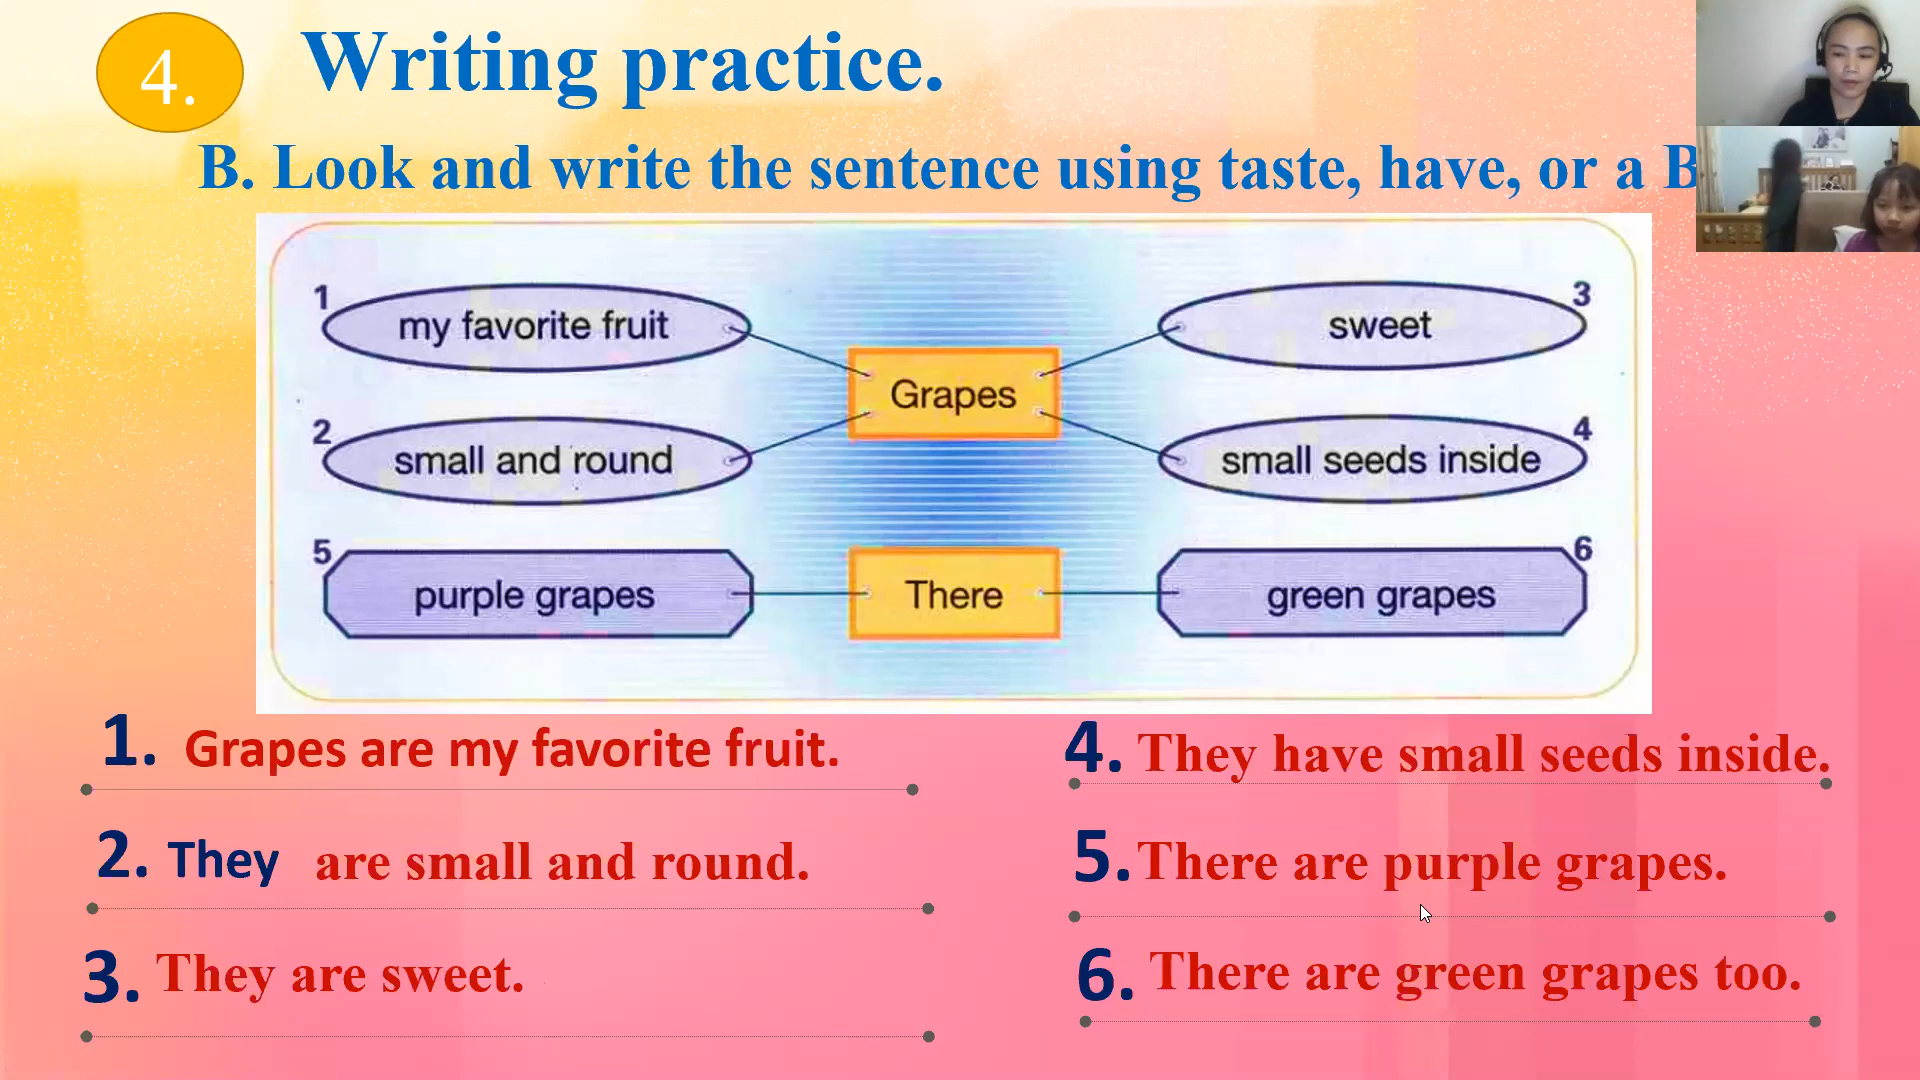 4.
Writing practice.
B. Look and write the sentence using taste, have, or a B
1
my favorite fruit
3
sweet
Grapes
2
small and round
4
small seeds inside
5
purple grapes
There
6
green grapes
1. Grapes are my favorite fruit.
2. They are small and round.
3. They are sweet.
4. They have small seeds inside.
5. There are purple grapes.
6. There are green grapes too.